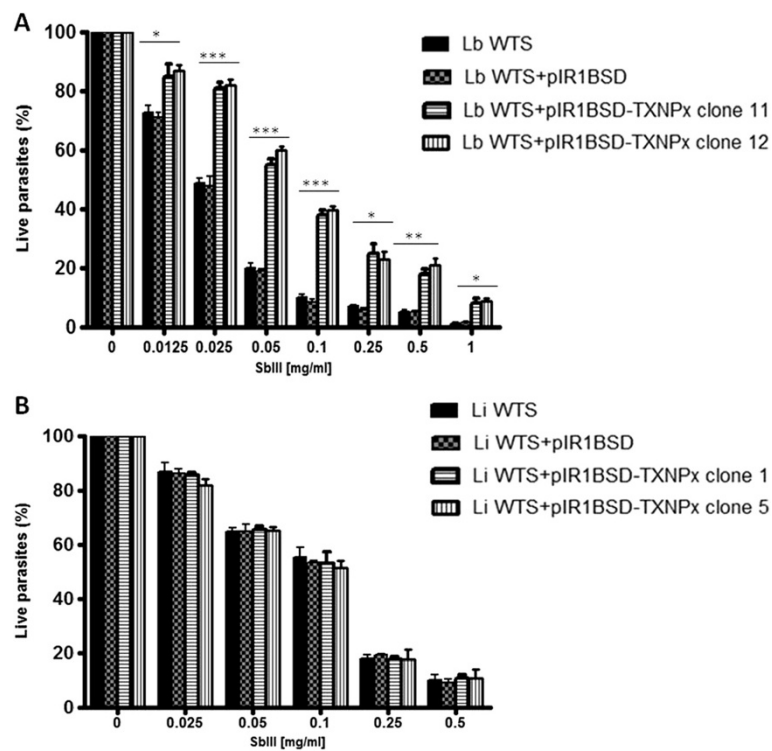 A
Live parasites (%)
100
80
60
40
20
0
* *** *** *** * ** *
0 0.0125 0.025 0.05 0.1 0.25 0.5 1
SbIII [mg/ml]
Lb WTS
Lb WTS+pIR1BSD
Lb WTS+pIR1BSD-TXNPx clone 11
Lb WTS+pIR1BSD-TXNPx clone 12
B
Live parasites (%)
100
80
60
40
20
0
0 0.025 0.05 0.1 0.25 0.5
SbIII [mg/ml]
Li WTS
Li WTS+pIR1BSD
Li WTS+pIR1BSD-TXNPx clone 1
Li WTS+pIR1BSD-TXNPx clone 5